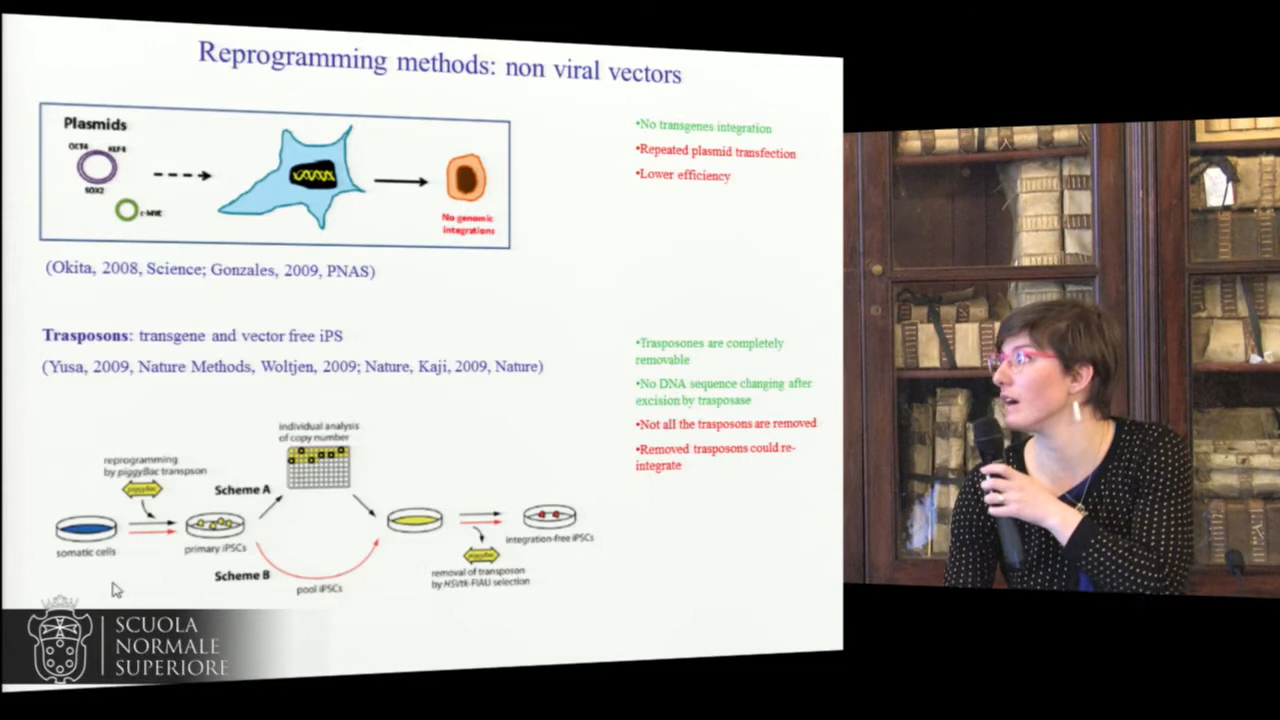 Reprogramming methods: non viral vectors
Plasmids
OCT4 KLF4
SOX2
c-MYC
No genomic
integrations
•No transgenes integration
•Repeated plasmid transfection
•Lower efficiency
(Okita, 2008, Science; Gonzales, 2009, PNAS)
Trasposons: transgene and vector free iPS
(Yusa, 2009, Nature Methods, Woltjen, 2009; Nature, Kaji, 2009, Nature)
•Trasposones are completely
removable
•No DNA sequence changing after
excision by trasposase
•Not all the trasposons are removed
•Removed trasposons could re-
integrate
individual analysis
of copy number
reprogramming
by piggyBac transpson
piggyBac
Scheme A
somatic cells
primary iPSCs
Scheme B
pool iPSCs
piggyBac
removal of transposon
by HSVtk-FIAU selection
integration-free iPSCs
SCUOLA
NORMALE
SUPERIORE